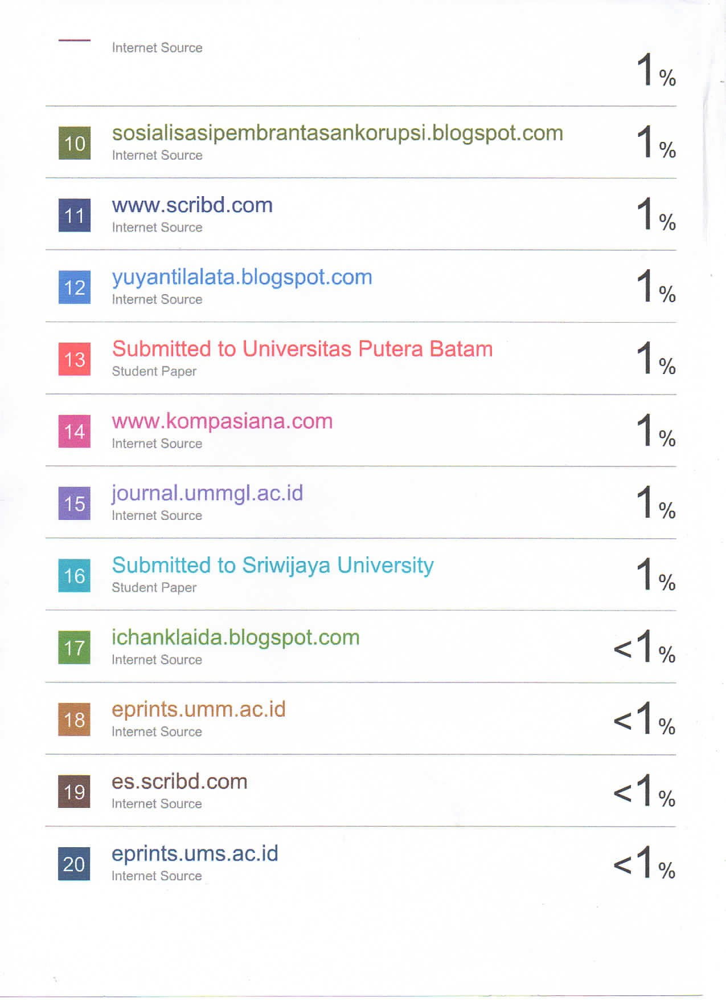 Internet Source
1%
10 sosialisasipembrantasankorupsi.blogspot.com 1%
Internet Source
11 www.scribd.com 1%
Internet Source
12 yuyantilalata.blogspot.com 1%
Internet Source
13 Submitted to Universitas Putera Batam 1%
Student Paper
14 www.kompasiana.com 1%
Internet Source
15 journal.ummgl.ac.id 1%
Internet Source
16 Submitted to Sriwijaya University 1%
Student Paper
17 ichanklaida.blogspot.com <1%
Internet Source
18 eprints.umm.ac.id <1%
Internet Source
19 es.scribd.com <1%
Internet Source
20 eprints.ums.ac.id <1%
Internet Source